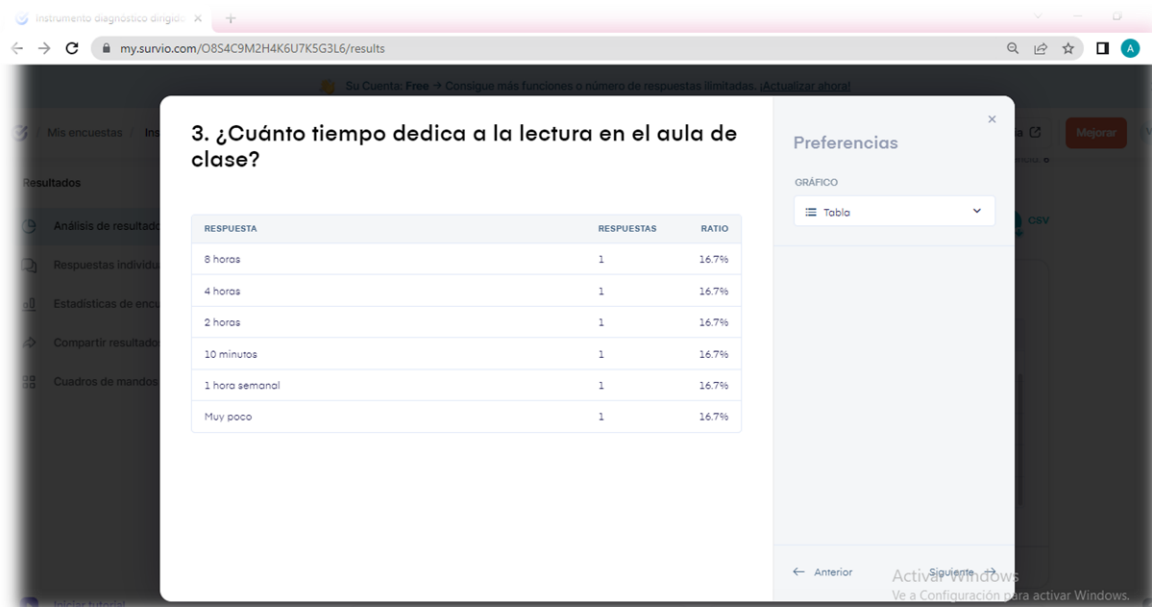 Instrumento diagnóstico dirigido
my.survio.com/O8S4C9M2H4K6U7K5G3L6/results
A
Su Cuenta: Free → Consigue más funciones o número de respuestas ilimitadas. ¡Actualizar ahora!
/ Mis encuestas / Ins
Mejorar
Resultados
Análisis de resultado
Respuestas individu
Estadísticas de encu
Compartir resultado
Cuadros de mandos
Iniciar tutorial
3. ¿Cuánto tiempo dedica a la lectura en el aula de
clase?
RESPUESTA RESPUESTAS RATIO
8 horas 1 16.7%
4 horas 1 16.7%
2 horas 1 16.7%
10 minutos 1 16.7%
1 hora semanal 1 16.7%
Muy poco 1 16.7%
Preferencias
GRÁFICO
Tabla
CSV
← Anterior Siguiente →
Activar Windows
Ve a Configuración para activar Windows.